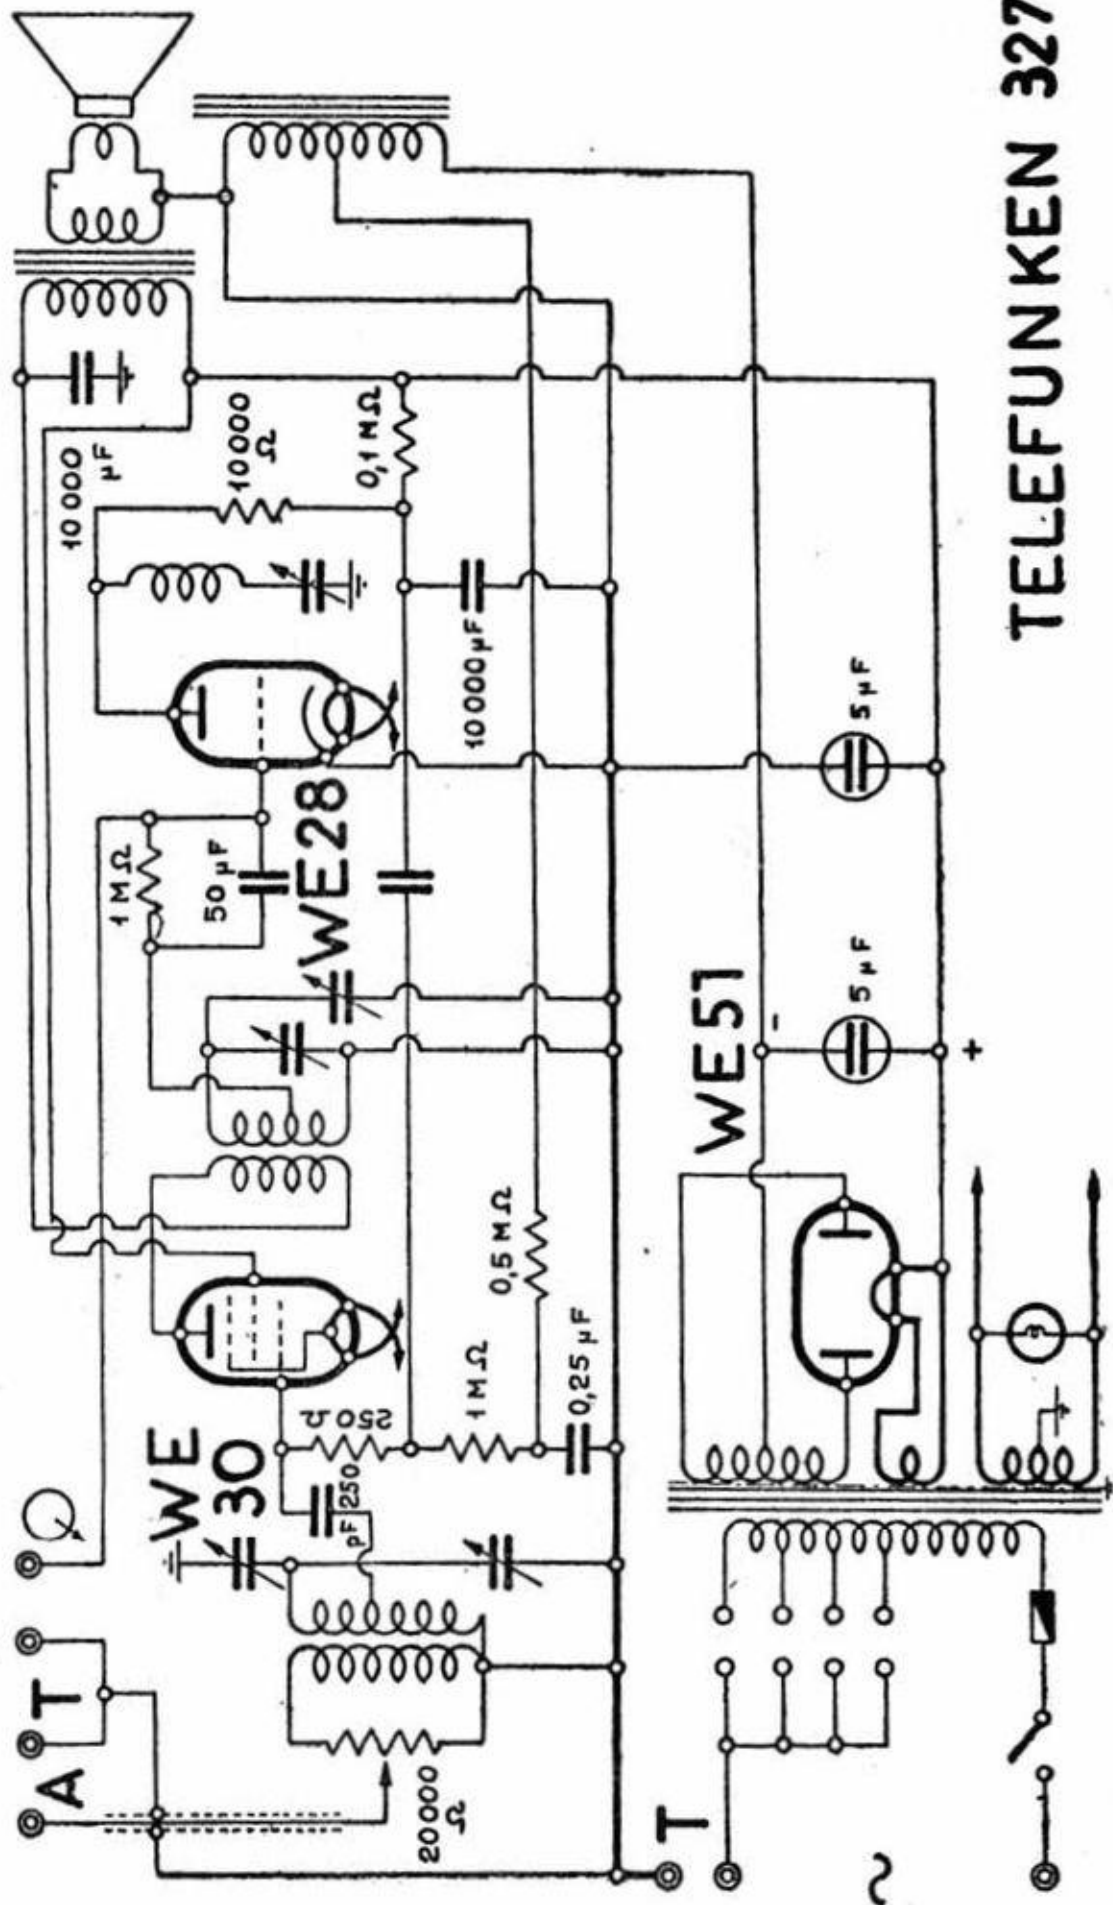 A
T
20000
Ω
WE
30
pF 250
250 Ω
1 MΩ
0,25 µF
0,5 MΩ
1 MΩ
50 µF
WE28
10000
µF
10000
Ω
0,1 MΩ
10000 µF
T
~
WE51
-
+
5 µF
5 µF
TELEFUNKEN 327